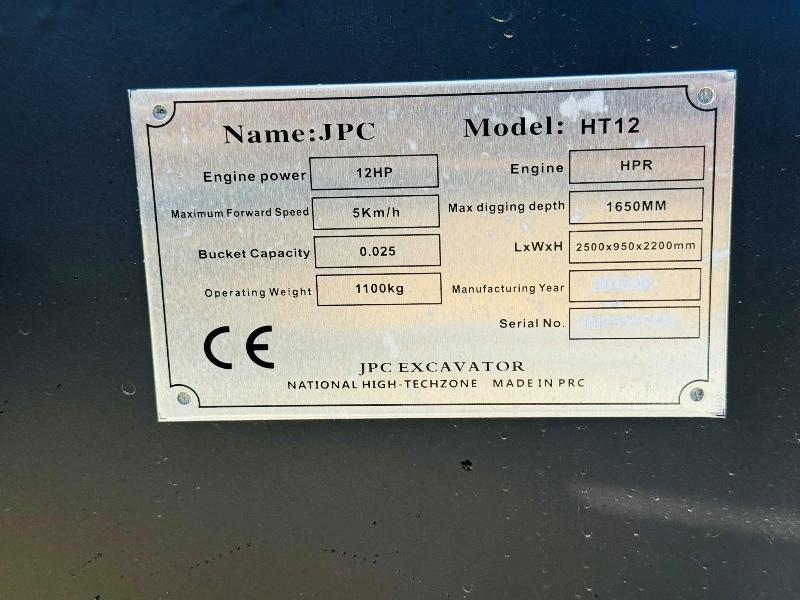 Name:JPC Model: HT12
Engine power 12HP Engine HPR
Maximum Forward Speed 5Km/h Max digging depth 1650MM
Bucket Capacity 0.025 LxWxH 2500x950x2200mm
Operating Weight 1100kg Manufacturing Year
Serial No.
CE
JPC EXCAVATOR
NATIONAL HIGH-TECHZONE MADE IN PRC